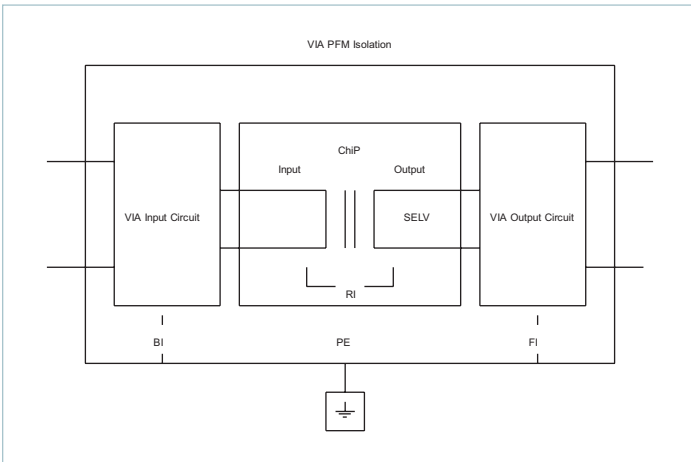 VIA PFM Isolation
ChiP
Input Output
VIA Input Circuit SELV VIA Output Circuit
RI
BI PE FI